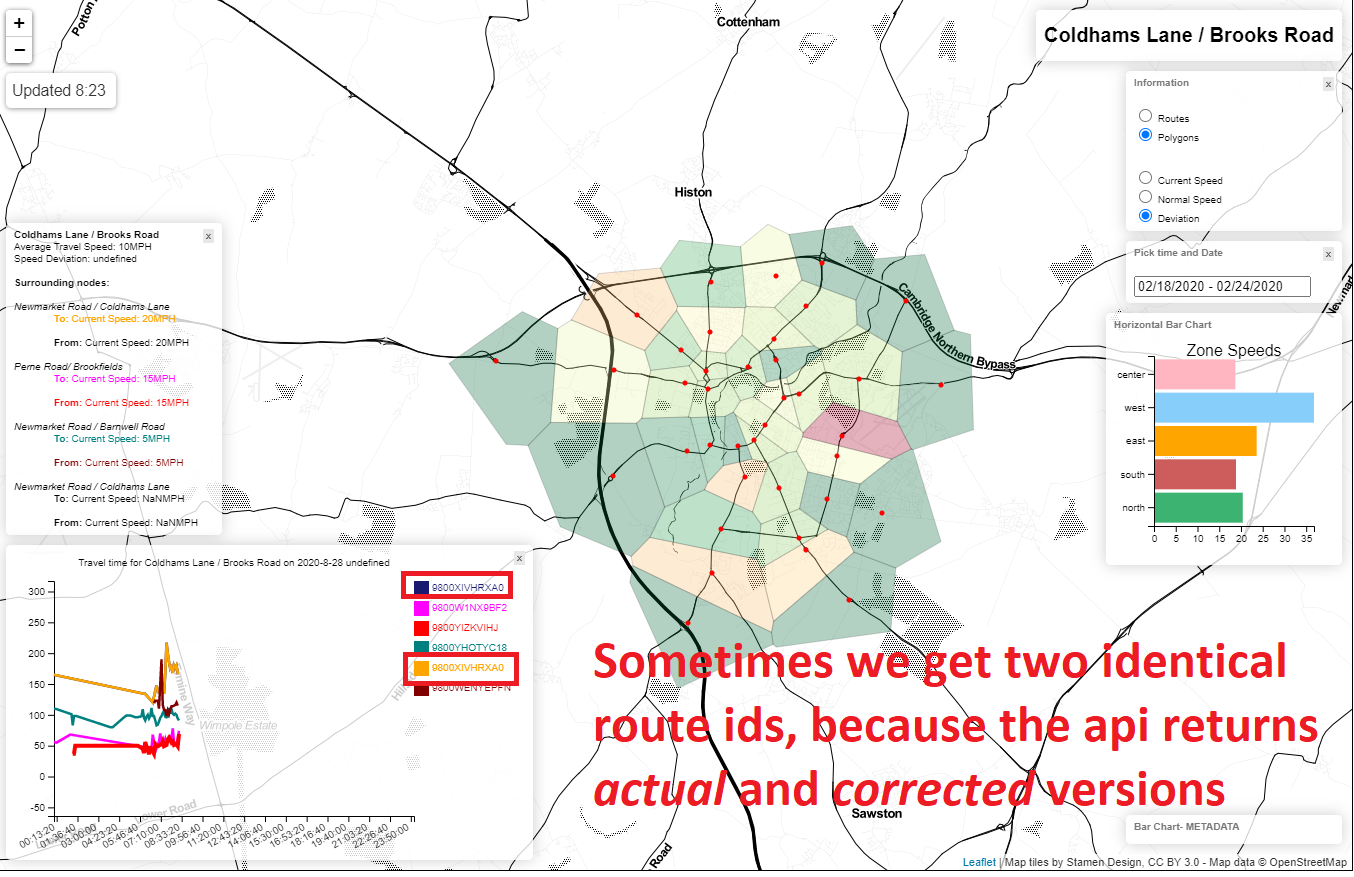 +
−
Updated 8:23
Potton
Cottenham
Histon
Cambridge Northern Bypass
Sawston
Wimpole Estate
Lower Road
Road
Coldhams Lane / Brooks Road
Information
x
Routes
Polygons
Current Speed
Normal Speed
Deviation
Pick time and Date
x
02/18/2020 - 02/24/2020
Horizontal Bar Chart
Zone Speeds
center
west
east
south
north
0 5 10 15 20 25 30 35
Coldhams Lane / Brooks Road
x
Average Travel Speed: 10MPH
Speed Deviation: undefined
Surrounding nodes:
Newmarket Road / Coldhams Lane
To: Current Speed: 20MPH
From: Current Speed: 20MPH
Perne Road/ Brookfields
To: Current Speed: 15MPH
From: Current Speed: 15MPH
Newmarket Road / Barnwell Road
To: Current Speed: 5MPH
From: Current Speed: 5MPH
Newmarket Road / Coldhams Lane
To: Current Speed: NaNMPH
From: Current Speed: NaNMPH
x
Travel time for Coldhams Lane / Brooks Road on 2020-8-28 undefined
300
250
200
150
100
50
0
-50
00:13:20 01:36:40 03:00:00 04:23:20 05:46:40 07:10:00 08:33:20 09:56:40 11:20:00 12:43:20 14:06:40 15:30:00 16:53:20 18:16:40 19:40:00 21:03:20 22:26:40 23:50:00
9800XIVHRXA0
9800W1NX9BF2
9800YIZKVIHJ
9800YHOTYC18
9800XIVHRXA0
9800WENYEPFN
Sometimes we get two identical
route ids, because the api returns
actual and corrected versions
Bar Chart- METADATA
Leaflet | Map tiles by Stamen Design, CC BY 3.0 - Map data © OpenStreetMap